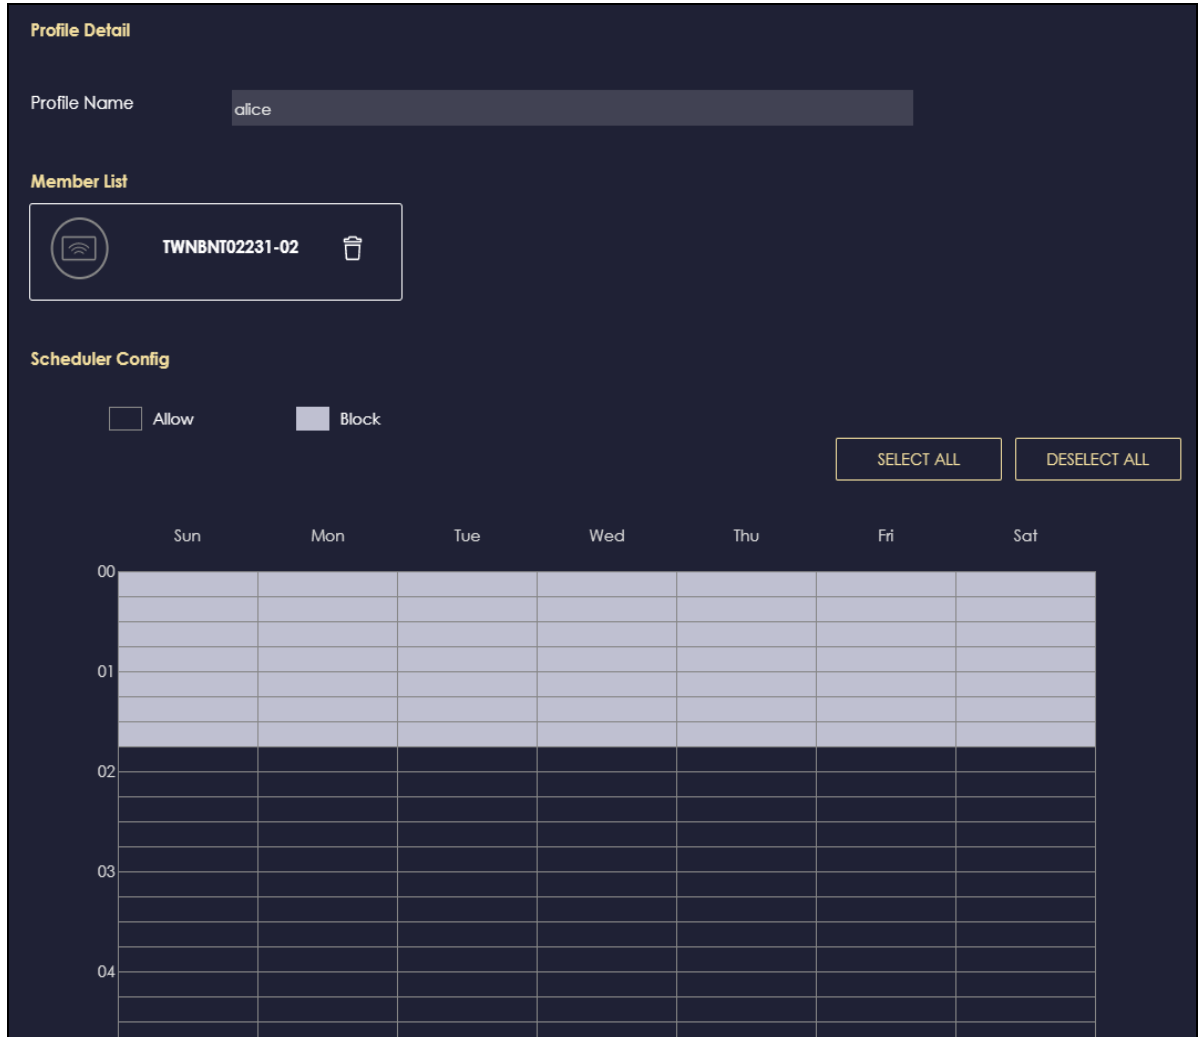 Profile Detail
Profile Name alice
Member List
TWNBNT02231-02
Scheduler Config
Allow Block
SELECT ALL DESELECT ALL
Sun Mon Tue Wed Thu Fri Sat
00
01
02
03
04